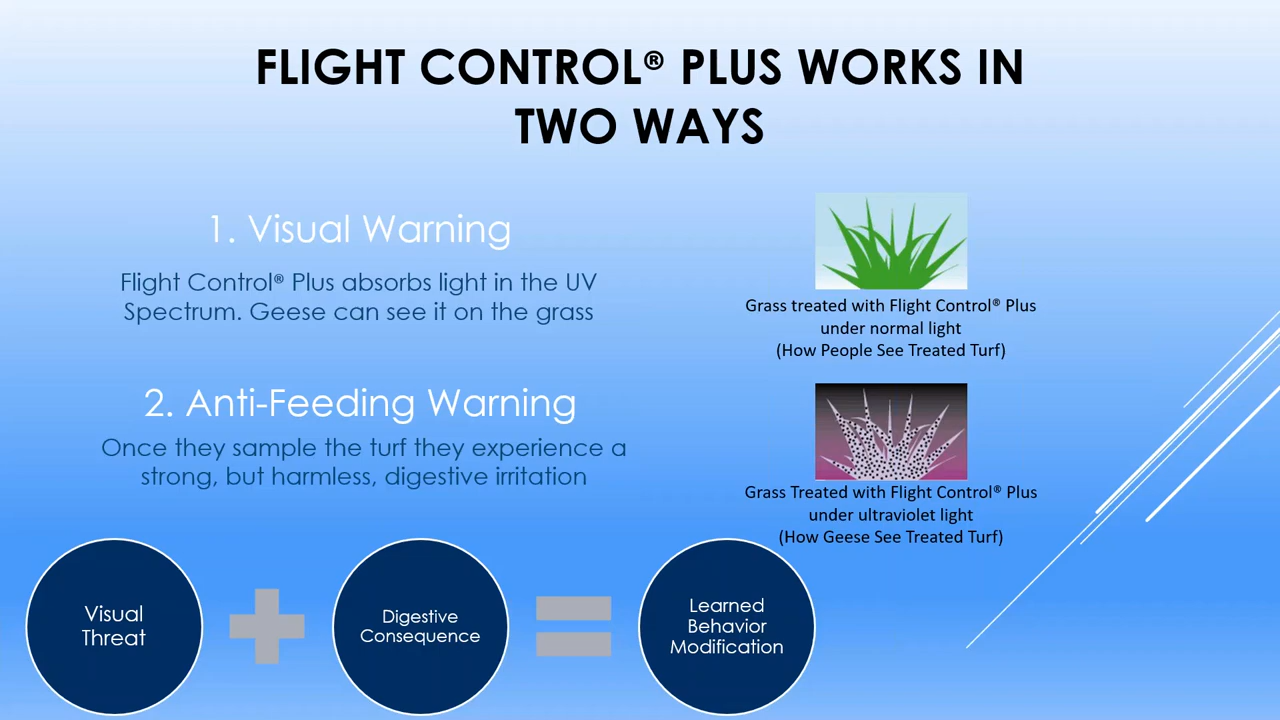 FLIGHT CONTROL® PLUS WORKS IN
TWO WAYS
1. Visual Warning
Flight Control® Plus absorbs light in the UV
Spectrum. Geese can see it on the grass
2. Anti-Feeding Warning
Once they sample the turf they experience a
strong, but harmless, digestive irritation
Grass treated with Flight Control® Plus
under normal light
(How People See Treated Turf)
Grass Treated with Flight Control® Plus
under ultraviolet light
(How Geese See Treated Turf)
Visual
Threat
Digestive
Consequence
Learned
Behavior
Modification